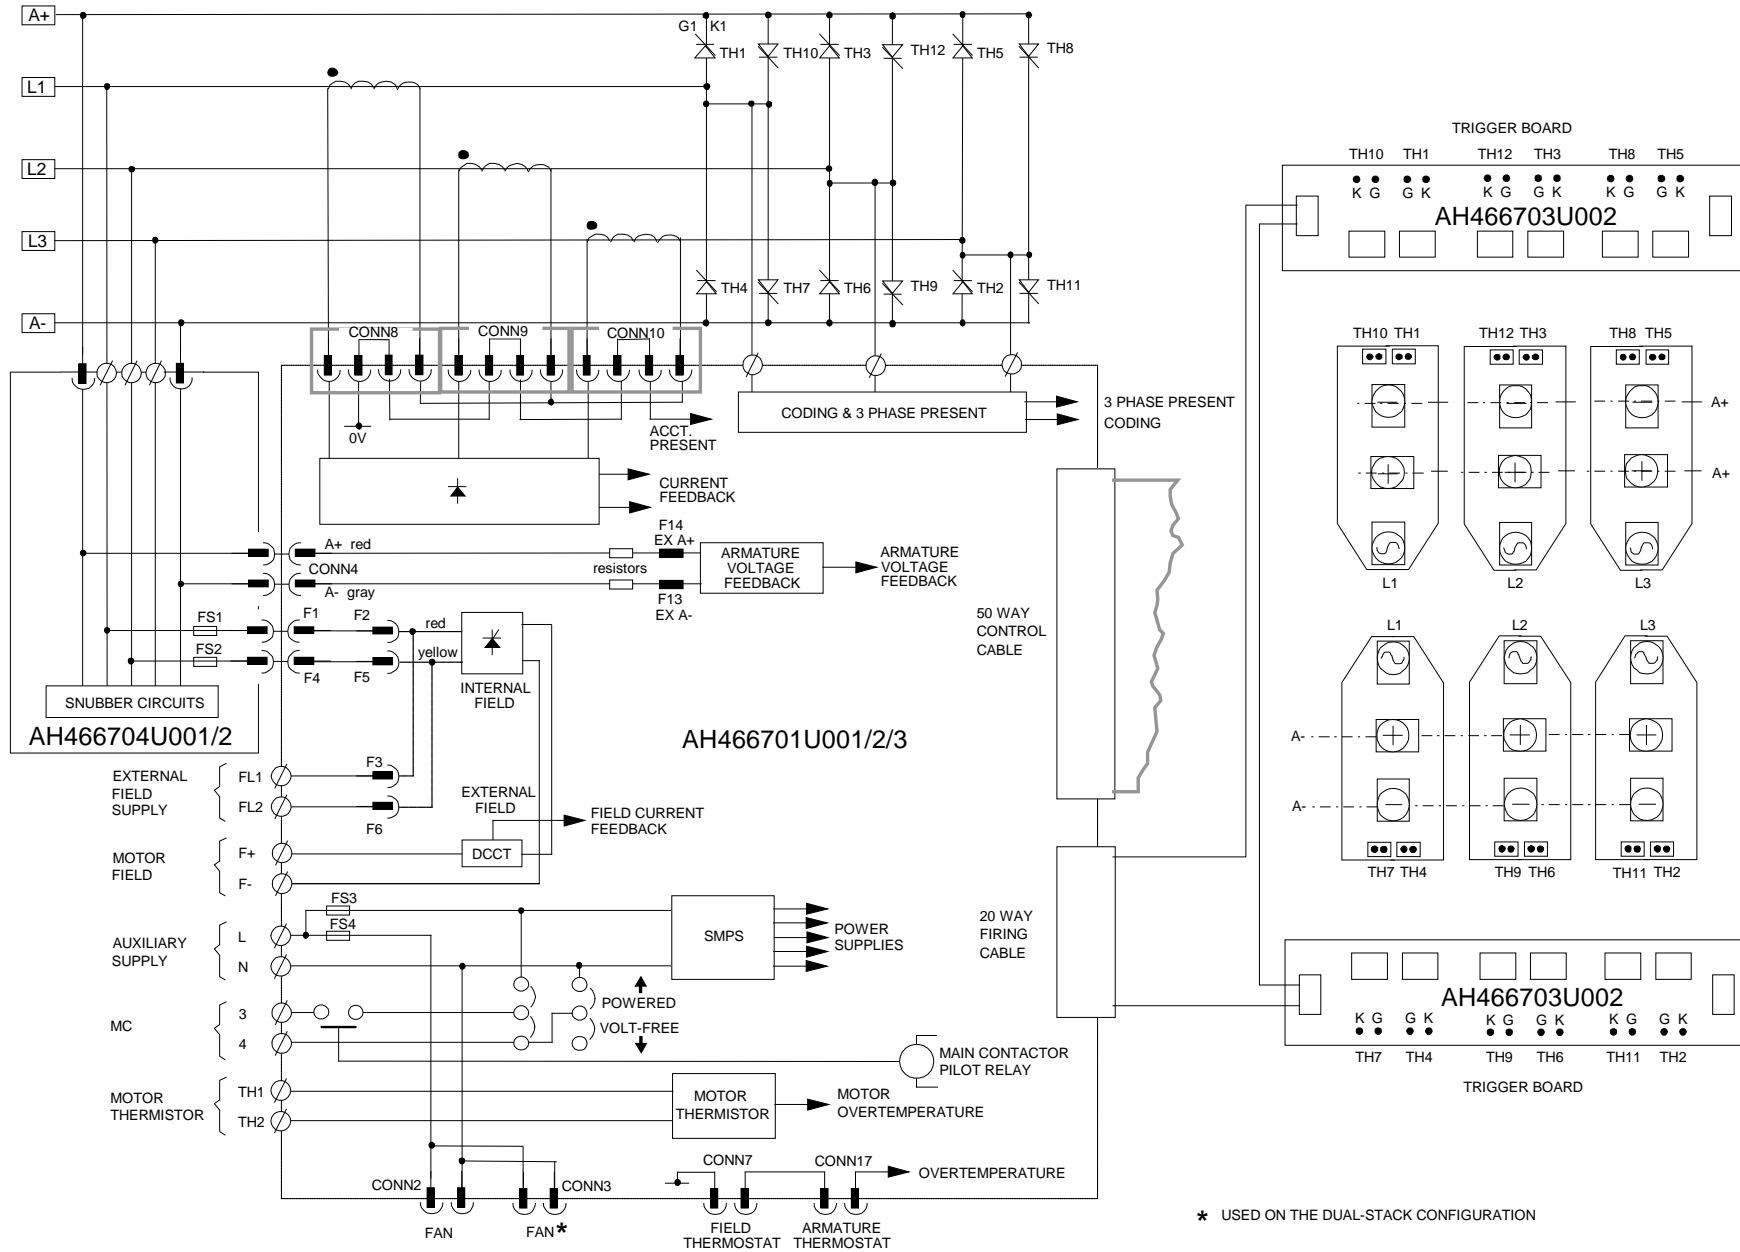 A+
G1 K1
TH1
TH10
TH3
TH12
TH5
TH8
L1
L2
L3
TH4
TH7
TH6
TH9
TH2
TH11
A-
CONN8
CONN9
CONN10
0V
ACCT.
PRESENT
CODING & 3 PHASE PRESENT
3 PHASE PRESENT
CODING
CURRENT
FEEDBACK
A+ red
CONN4
A- gray
resistors
F14
EX A+
F13
EX A-
ARMATURE
VOLTAGE
FEEDBACK
ARMATURE
VOLTAGE
FEEDBACK
FS1
FS2
F1
F2
F4
F5
red
yellow
INTERNAL
FIELD
SNUBBER CIRCUITS
AH466704U001/2
AH466701U001/2/3
50 WAY
CONTROL
CABLE
EXTERNAL
FIELD
SUPPLY
FL1
FL2
F3
F6
EXTERNAL
FIELD
FIELD CURRENT
FEEDBACK
MOTOR
FIELD
F+
F-
DCCT
AUXILIARY
SUPPLY
L
N
FS3
FS4
SMPS
POWER
SUPPLIES
20 WAY
FIRING
CABLE
MC
3
4
POWERED
VOLT-FREE
MAIN CONTACTOR
PILOT RELAY
MOTOR
THERMISTOR
TH1
TH2
MOTOR
THERMISTOR
MOTOR
OVERTEMPERATURE
CONN2
CONN3
FAN
FAN*
CONN7
CONN17
OVERTEMPERATURE
FIELD
THERMOSTAT
ARMATURE
THERMOSTAT
TRIGGER BOARD
TH10 TH1 TH12 TH3 TH8 TH5
K G G K K G G K K G G K
AH466703U002
TH10 TH1 TH12 TH3 TH8 TH5
A+
A+
L1 L2 L3
L1 L2 L3
A-
A-
TH7 TH4 TH9 TH6 TH11 TH2
AH466703U002
K G G K K G G K K G G K
TH7 TH4 TH9 TH6 TH11 TH2
TRIGGER BOARD
* USED ON THE DUAL-STACK CONFIGURATION